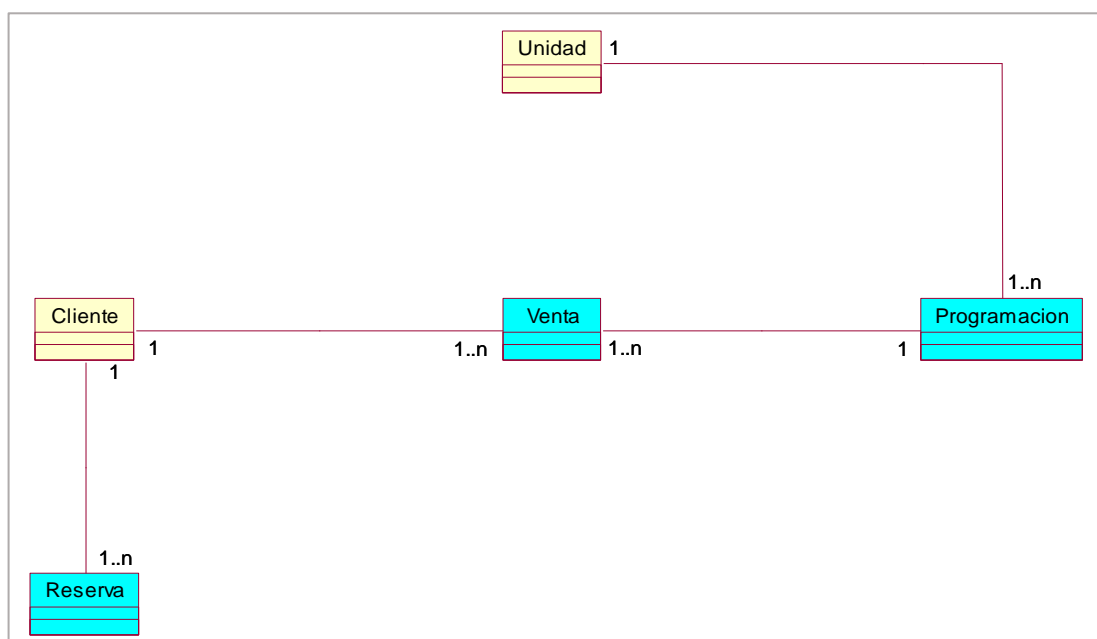 Unidad
1
1..n
Cliente
Venta
Programacion
1
1..n
1..n
1
1
1..n
Reserva